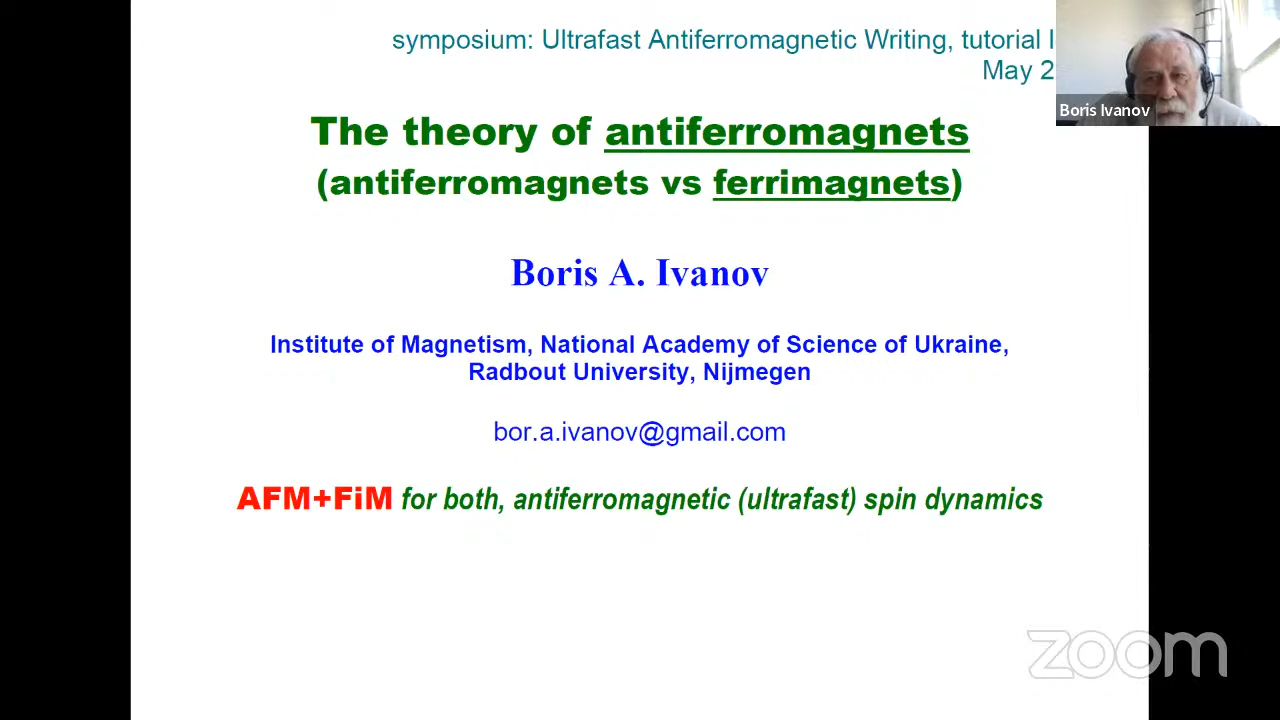 symposium: Ultrafast Antiferromagnetic Writing, tutorial
May
Boris Ivanov
The theory of antiferromagnets
(antiferromagnets vs ferrimagnets)
Boris A. Ivanov
Institute of Magnetism, National Academy of Science of Ukraine,
Radbout University, Nijmegen
bor.a.ivanov@gmail.com
AFM+FiM for both, antiferromagnetic (ultrafast) spin dynamics
zoom